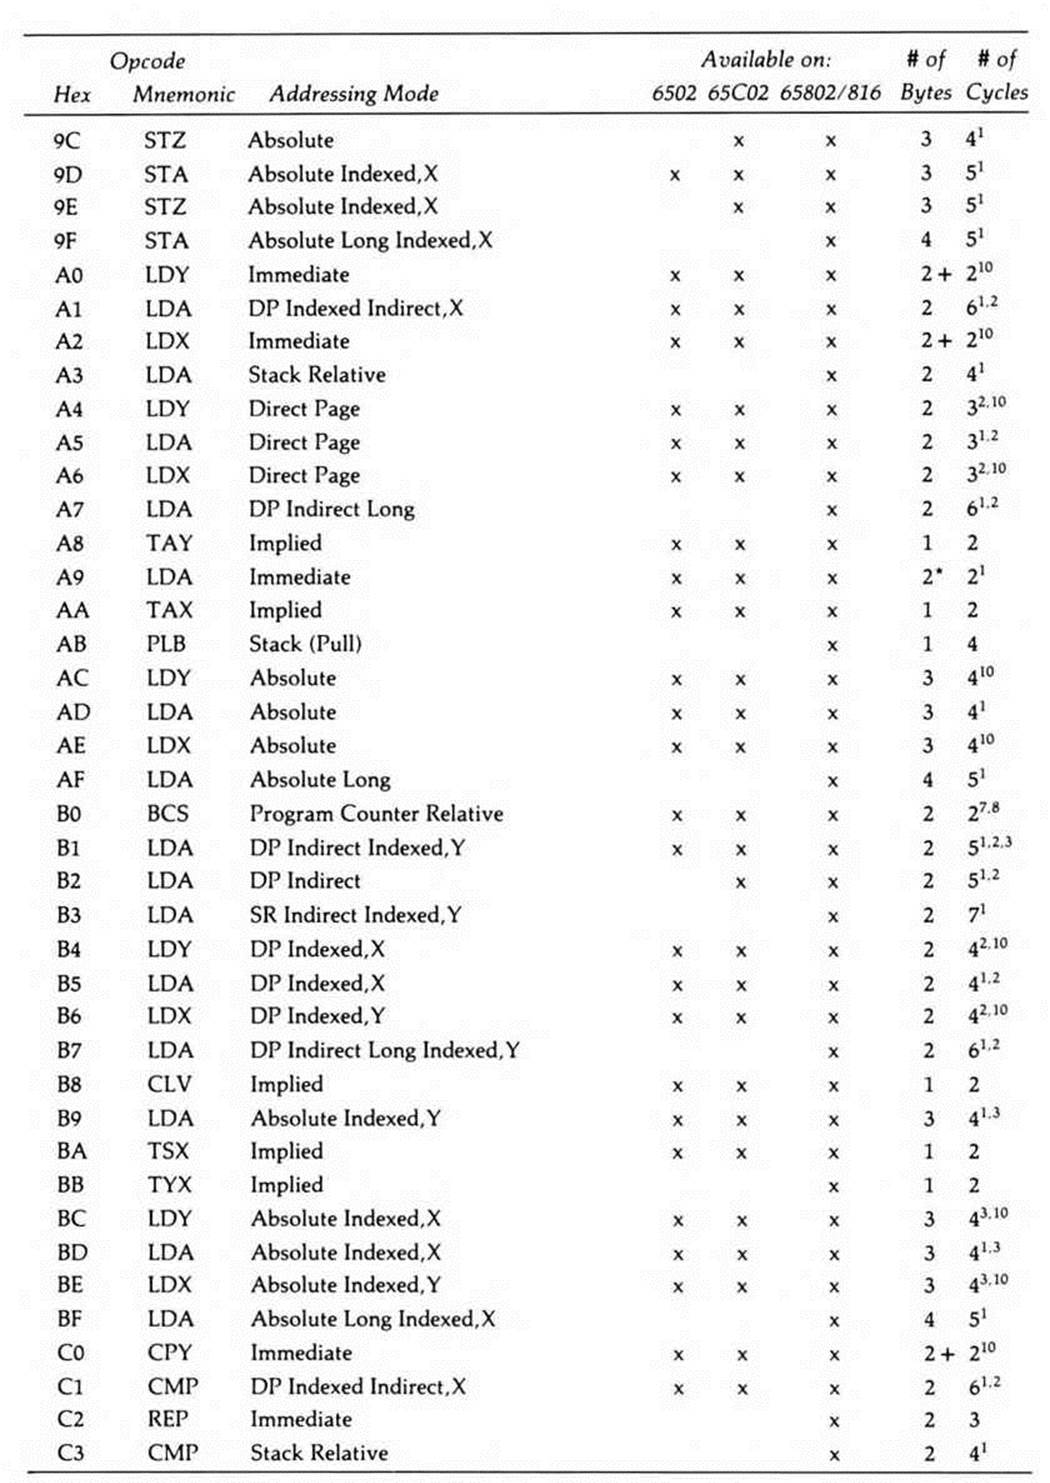 Opcode Available on: # of # of
Hex Mnemonic Addressing Mode 6502 65C02 65802/816 Bytes Cycles
9C STZ Absolute x x 3 4¹
9D STA Absolute Indexed,X x x x 3 5¹
9E STZ Absolute Indexed,X x x 3 5¹
9F STA Absolute Long Indexed,X x 4 5¹
A0 LDY Immediate x x x 2+ 2¹⁰
A1 LDA DP Indexed Indirect,X x x x 2 6¹,²
A2 LDX Immediate x x x 2+ 2¹⁰
A3 LDA Stack Relative x 2 4¹
A4 LDY Direct Page x x x 2 3²,¹⁰
A5 LDA Direct Page x x x 2 3¹,²
A6 LDX Direct Page x x x 2 3²,¹⁰
A7 LDA DP Indirect Long x 2 6¹,²
A8 TAY Implied x x x 1 2
A9 LDA Immediate x x x 2* 2¹
AA TAX Implied x x x 1 2
AB PLB Stack (Pull) x 1 4
AC LDY Absolute x x x 3 4¹⁰
AD LDA Absolute x x x 3 4¹
AE LDX Absolute x x x 3 4¹⁰
AF LDA Absolute Long x 4 5¹
B0 BCS Program Counter Relative x x x 2 2⁷,⁸
B1 LDA DP Indirect Indexed,Y x x x 2 5¹,²,³
B2 LDA DP Indirect x x 2 5¹,²
B3 LDA SR Indirect Indexed,Y x 2 7¹
B4 LDY DP Indexed,X x x x 2 4²,¹⁰
B5 LDA DP Indexed,X x x x 2 4¹,²
B6 LDX DP Indexed,Y x x x 2 4²,¹⁰
B7 LDA DP Indirect Long Indexed,Y x 2 6¹,²
B8 CLV Implied x x x 1 2
B9 LDA Absolute Indexed,Y x x x 3 4¹,³
BA TSX Implied x x x 1 2
BB TYX Implied x 1 2
BC LDY Absolute Indexed,X x x x 3 4³,¹⁰
BD LDA Absolute Indexed,X x x x 3 4¹,³
BE LDX Absolute Indexed,Y x x x 3 4³,¹⁰
BF LDA Absolute Long Indexed,X x 4 5¹
C0 CPY Immediate x x x 2+ 2¹⁰
C1 CMP DP Indexed Indirect,X x x x 2 6¹,²
C2 REP Immediate x 2 3
C3 CMP Stack Relative x 2 4¹